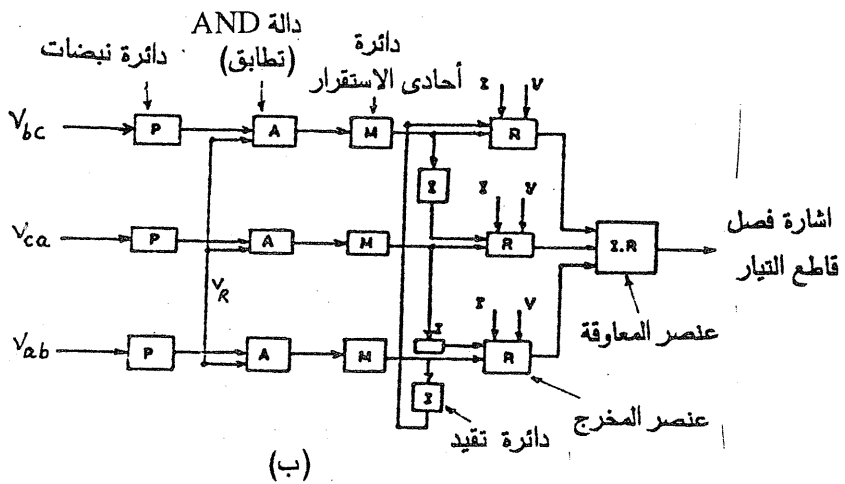 دالة AND
(تطابق)
دائرة نبضات
دائرة
أحادى الاستقرار
I V
Vbc P A M R
I
I V
Vca P A M R
I.R
اشارة فصل
قاطع التيار
VR
عنصر المعاوقة
I V
I
Vab P A M R
I
عنصر المخرج
دائرة تقيد
(ب)